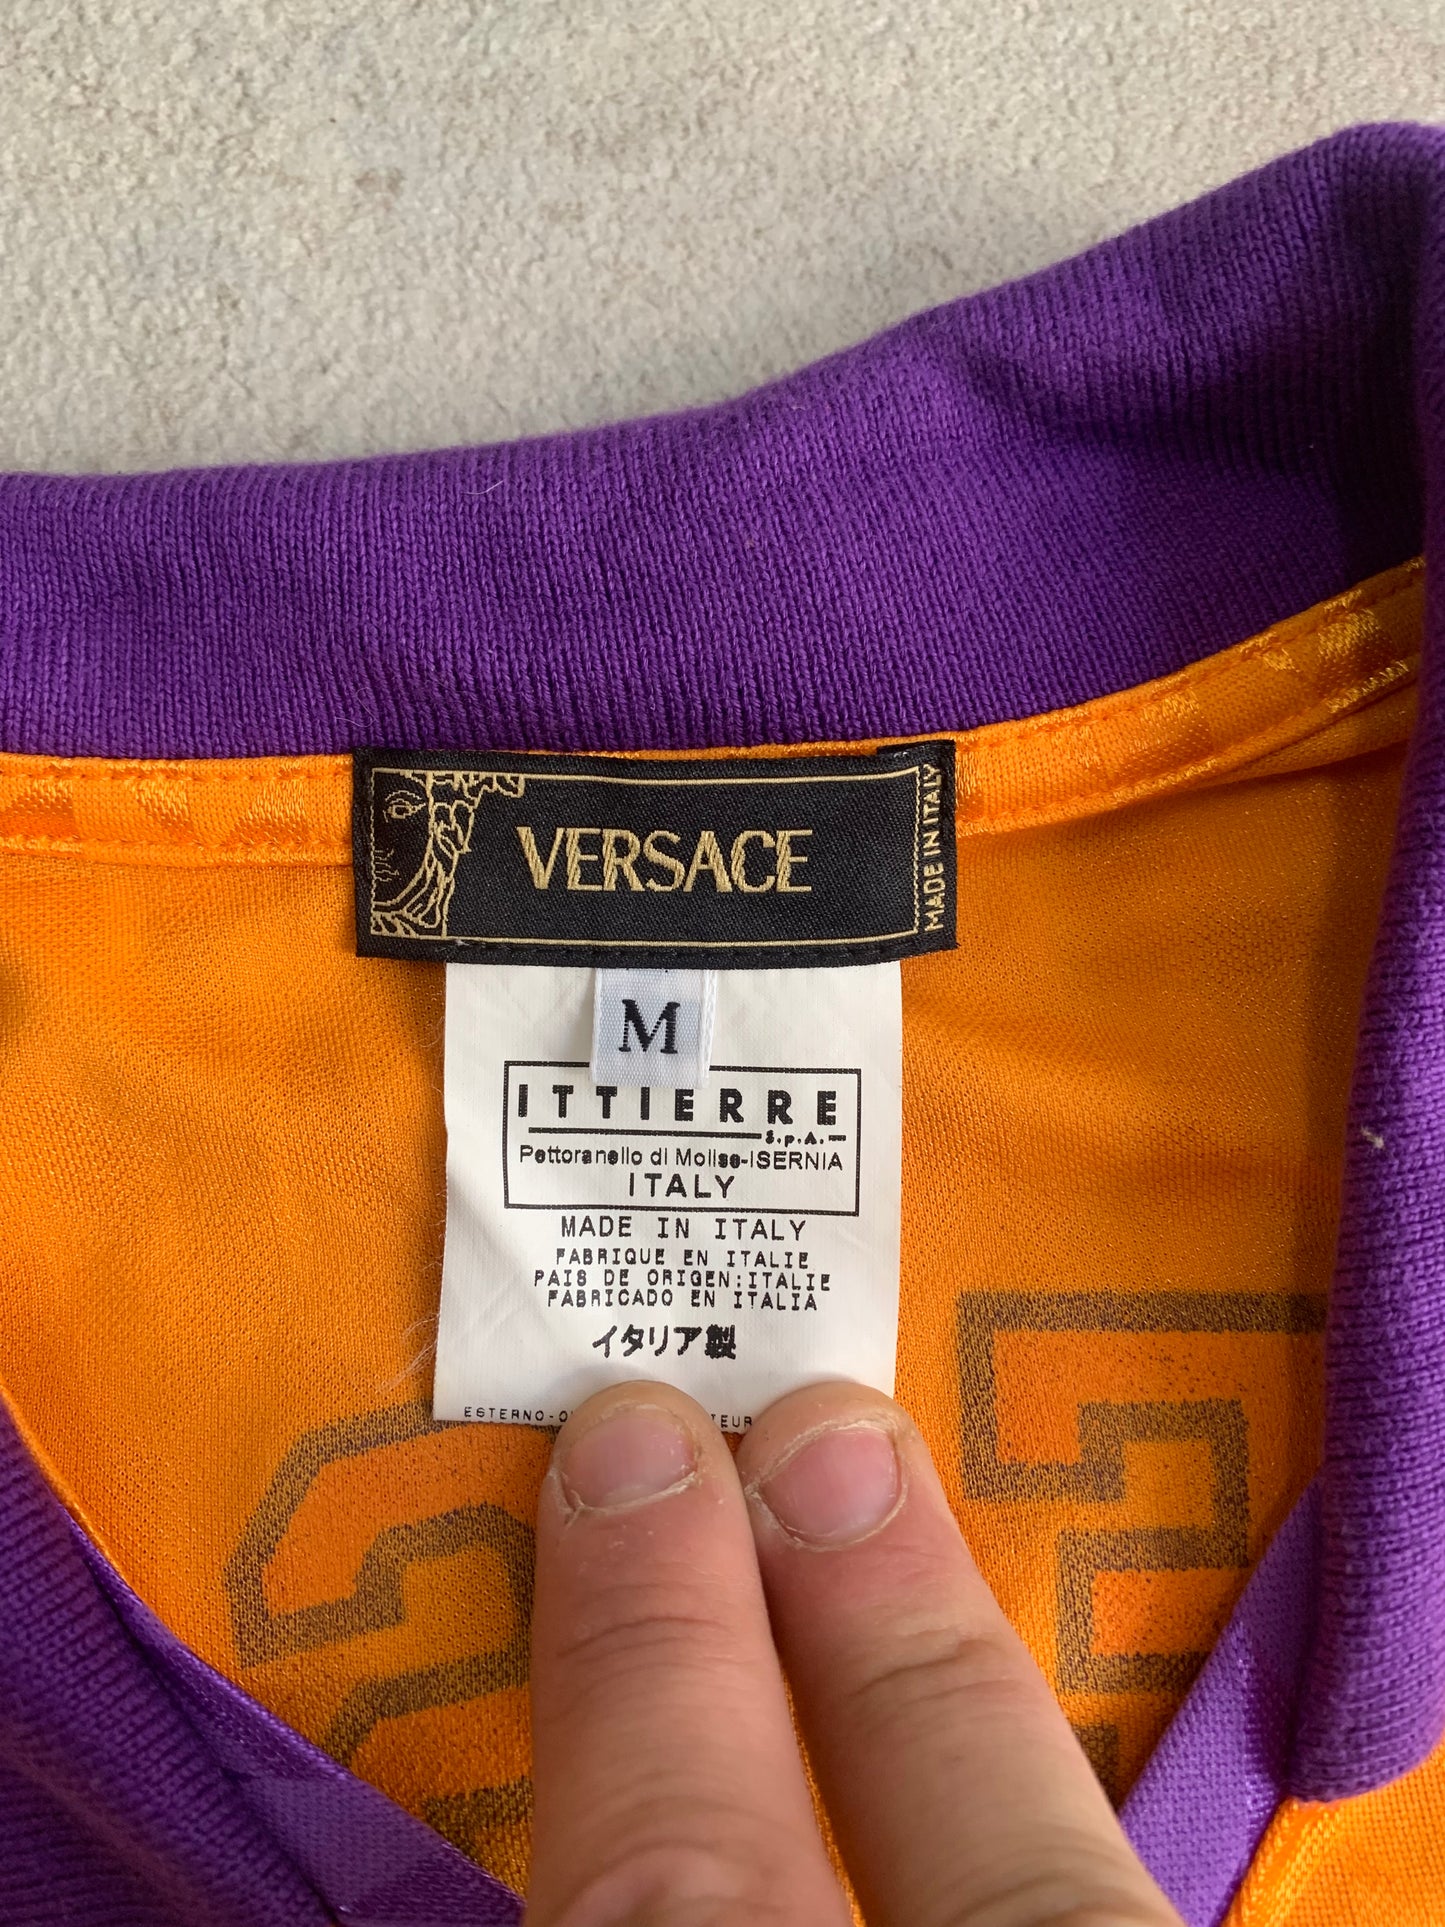 VERSACE
MADE IN ITALY
M
ITTIERRE
S.p.A.
Pettoranello di Molise-ISERNIA
ITALY
MADE IN ITALY
FABRIQUE EN ITALIE
PAIS DE ORIGEN:ITALIE
FABRICADO EN ITALIA
イタリア製
ESTERNO-